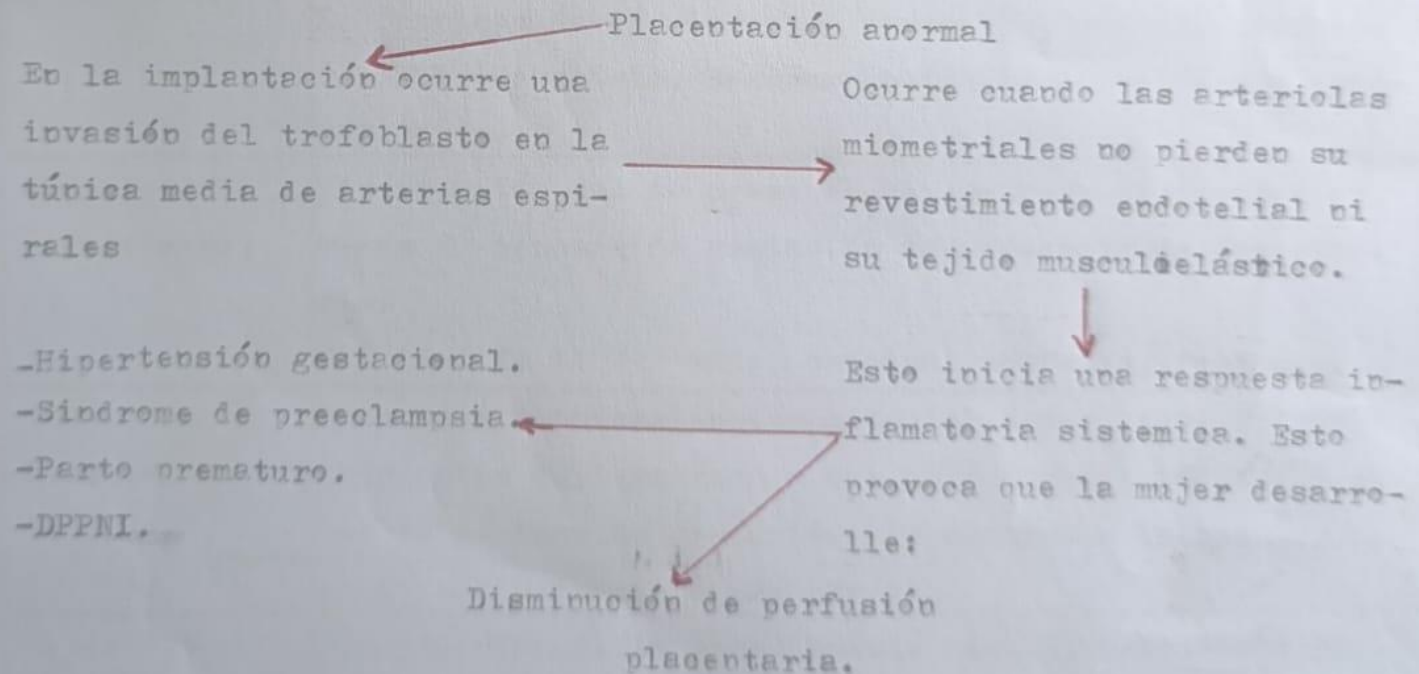 Placentación anormal
En la implantación ocurre una
invasión del trofoblasto en la
túnica media de arterias espi-
rales
Ocurre cuando las arteriolas
miometriales no pierden su
revestimiento endotelial ni
su tejido musculoelástico.
Esto inicia una respuesta in-
flamatoria sistemica. Esto
provoca que la mujer desarro-
lle:
-Hipertensión gestacional.
-Sindrome de preeclampsia.
-Parto prematuro.
-DPPNI.
Disminución de perfusión
placentaria.